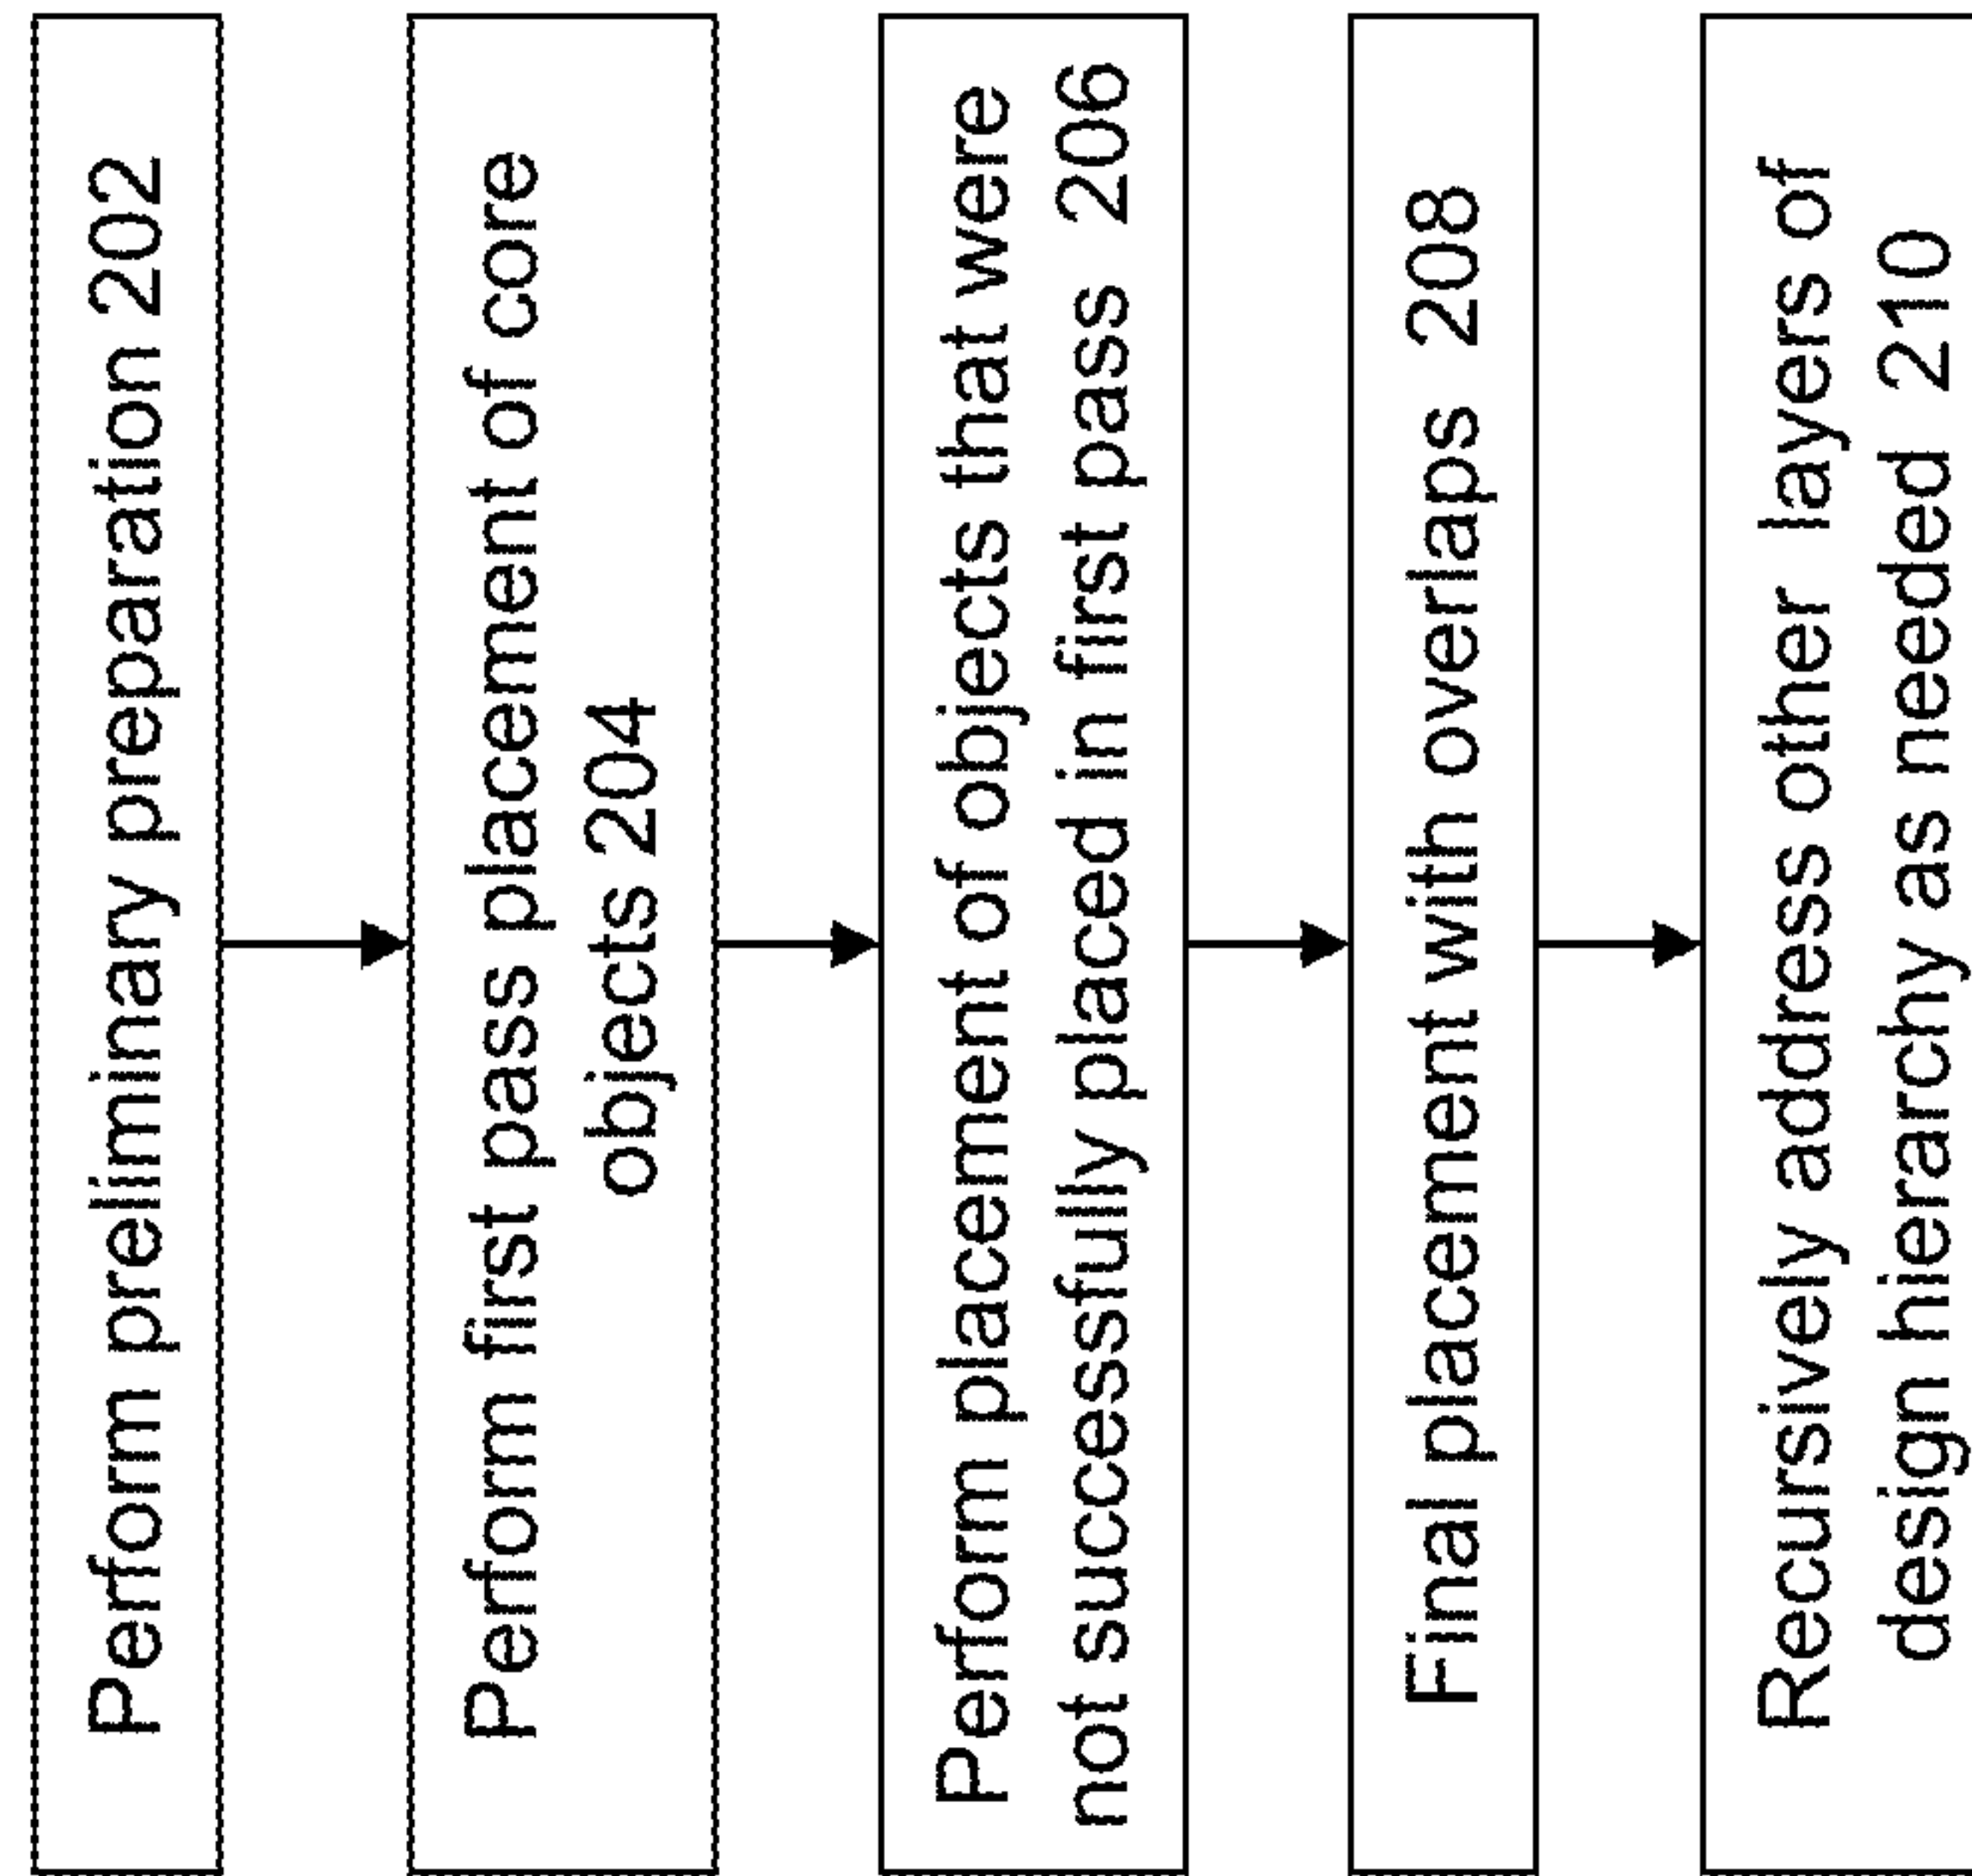 Perform preliminary preparation 202
Perform first pass placement of core
objects 204
Perform placement of objects that were
not successfully placed in first pass 206
Final placement with overlaps 208
Recursively address other layers of
design hierarchy as needed 210